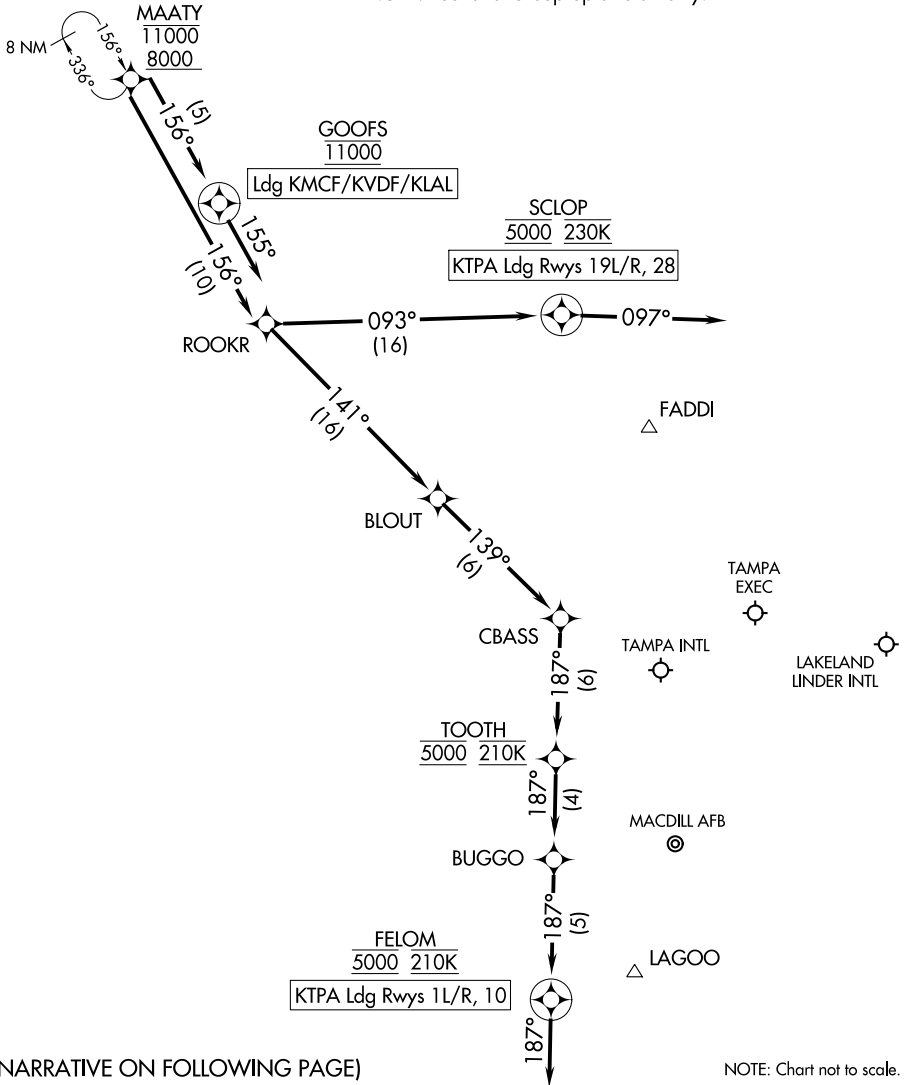 MAATY
11000
8000
8 NM
156°
336°
156°
(5)
GOOFS
11000
Ldg KMCF/KVDF/KLAL
155°
156°
(10)
SCLOP
5000 230K
KTPA Ldg Rwys 19L/R, 28
ROOKR
093°
(16)
097°
141°
(16)
FADDI
BLOUT
139°
(6)
CBASS
TAMPA
EXEC
TAMPA INTL
LAKELAND
LINDER INTL
187°
(6)
TOOTH
5000 210K
187°
(4)
MACDILL AFB
BUGGO
187°
(5)
FELOM
5000 210K
KTPA Ldg Rwys 1L/R, 10
LAGOO
187°
NARRATIVE ON FOLLOWING PAGE)
NOTE: Chart not to scale.